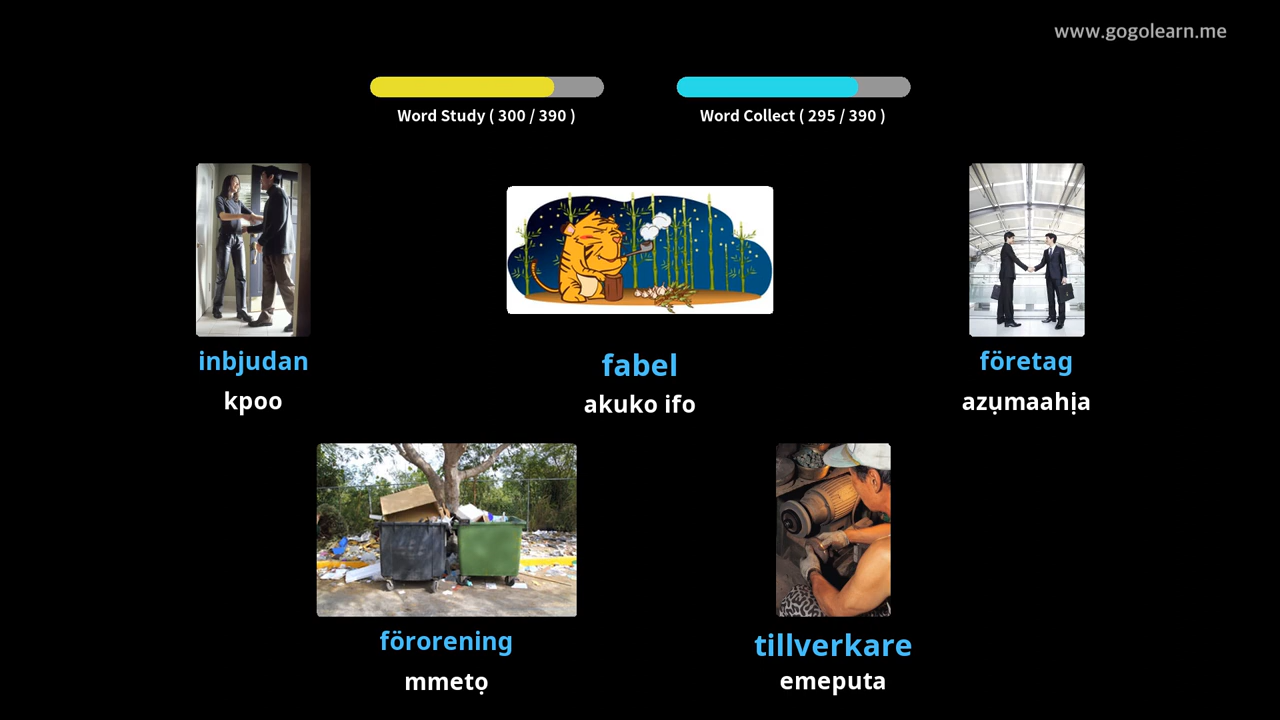 www.gogolearn.me
Word Study ( 300 / 390 )
Word Collect ( 295 / 390 )
inbjudan
kpoo
fabel
akuko ifo
företag
azụmaahịa
förorening
mmetọ
tillverkare
emeputa